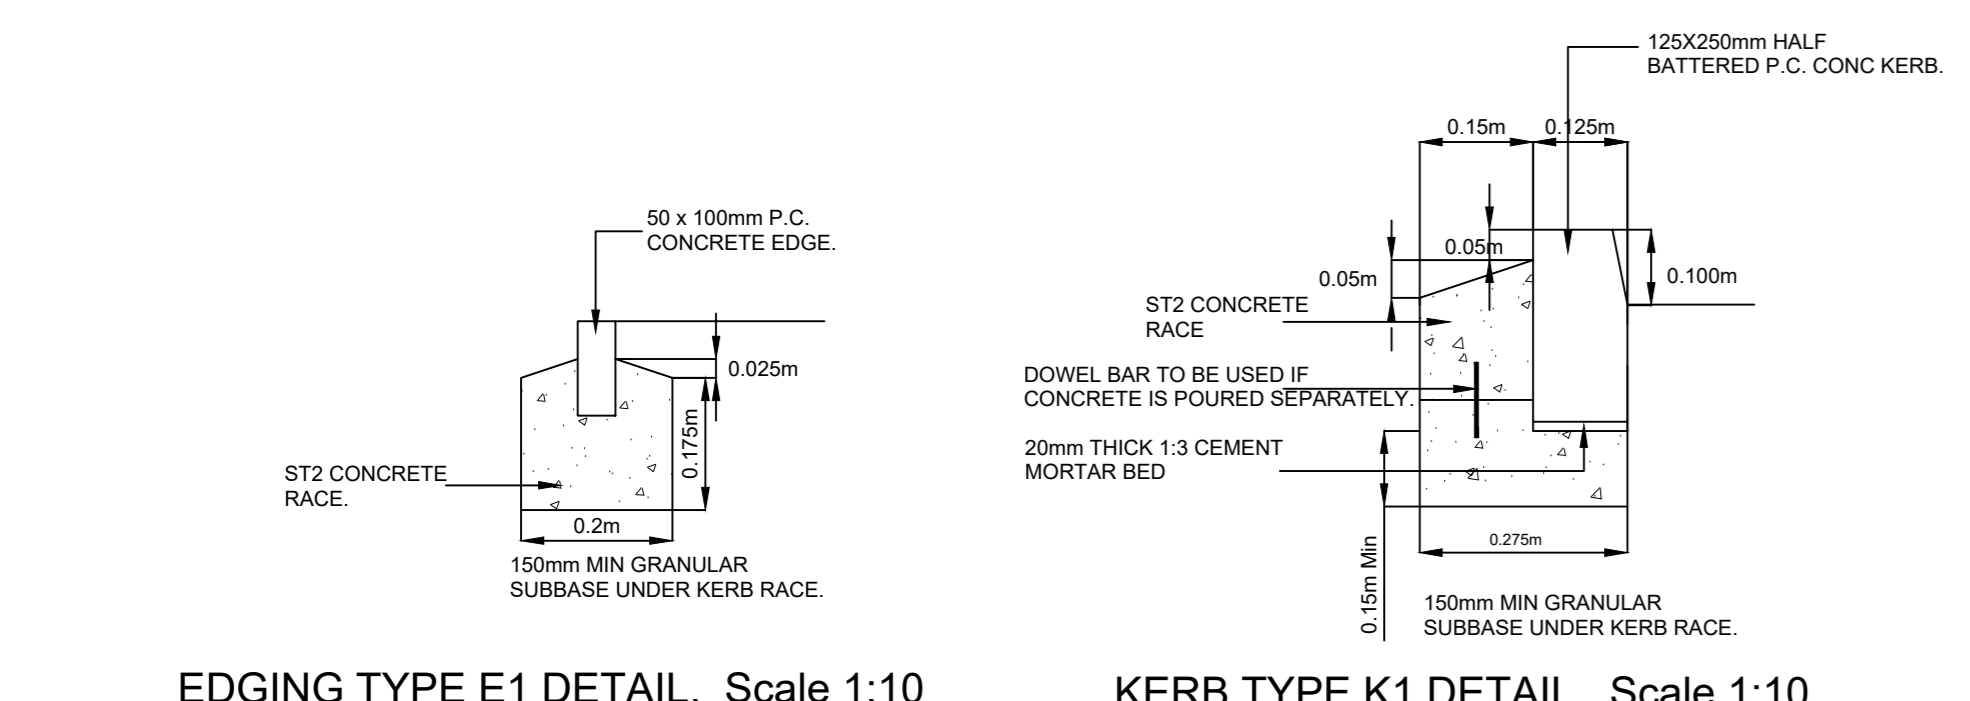 50 x 100mm P.C.
CONCRETE EDGE.
0.025m
0.175m
ST2 CONCRETE
RACE.
0.2m
150mm MIN GRANULAR
SUBBASE UNDER KERB RACE.
EDGING TYPE E1 DETAIL. Scale 1:10
125X250mm HALF
BATTERED P.C. CONC KERB.
0.15m
0.125m
0.05m
0.05m
0.100m
ST2 CONCRETE
RACE
DOWEL BAR TO BE USED IF
CONCRETE IS POURED SEPARATELY.
20mm THICK 1:3 CEMENT
MORTAR BED
0.275m
0.15m Min
150mm MIN GRANULAR
SUBBASE UNDER KERB RACE.
KERB TYPE K1 DETAIL. Scale 1:10